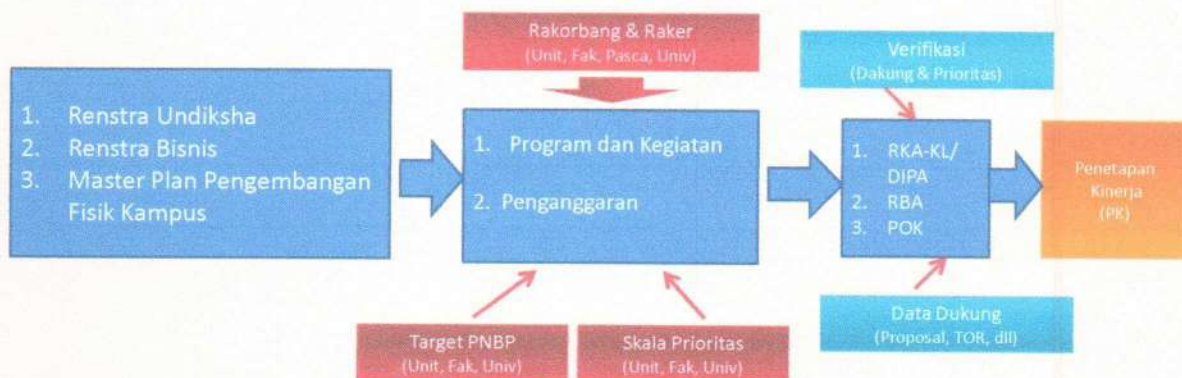 Rakorbang & Raker
(Unit, Fak, Pasca, Univ)
Verifikasi
(Dakung & Prioritas)
1. Renstra Undiksha
2. Renstra Bisnis
3. Master Plan Pengembangan
Fisik Kampus
1. Program dan Kegiatan
2. Penganggaran
1. RKA-KL/
DIPA
2. RBA
3. POK
Penetapan
Kinerja
(PK)
Target PNBP
(Unit, Fak, Univ)
Skala Prioritas
(Unit, Fak, Univ)
Data Dukung
(Proposal, TOR, dll)